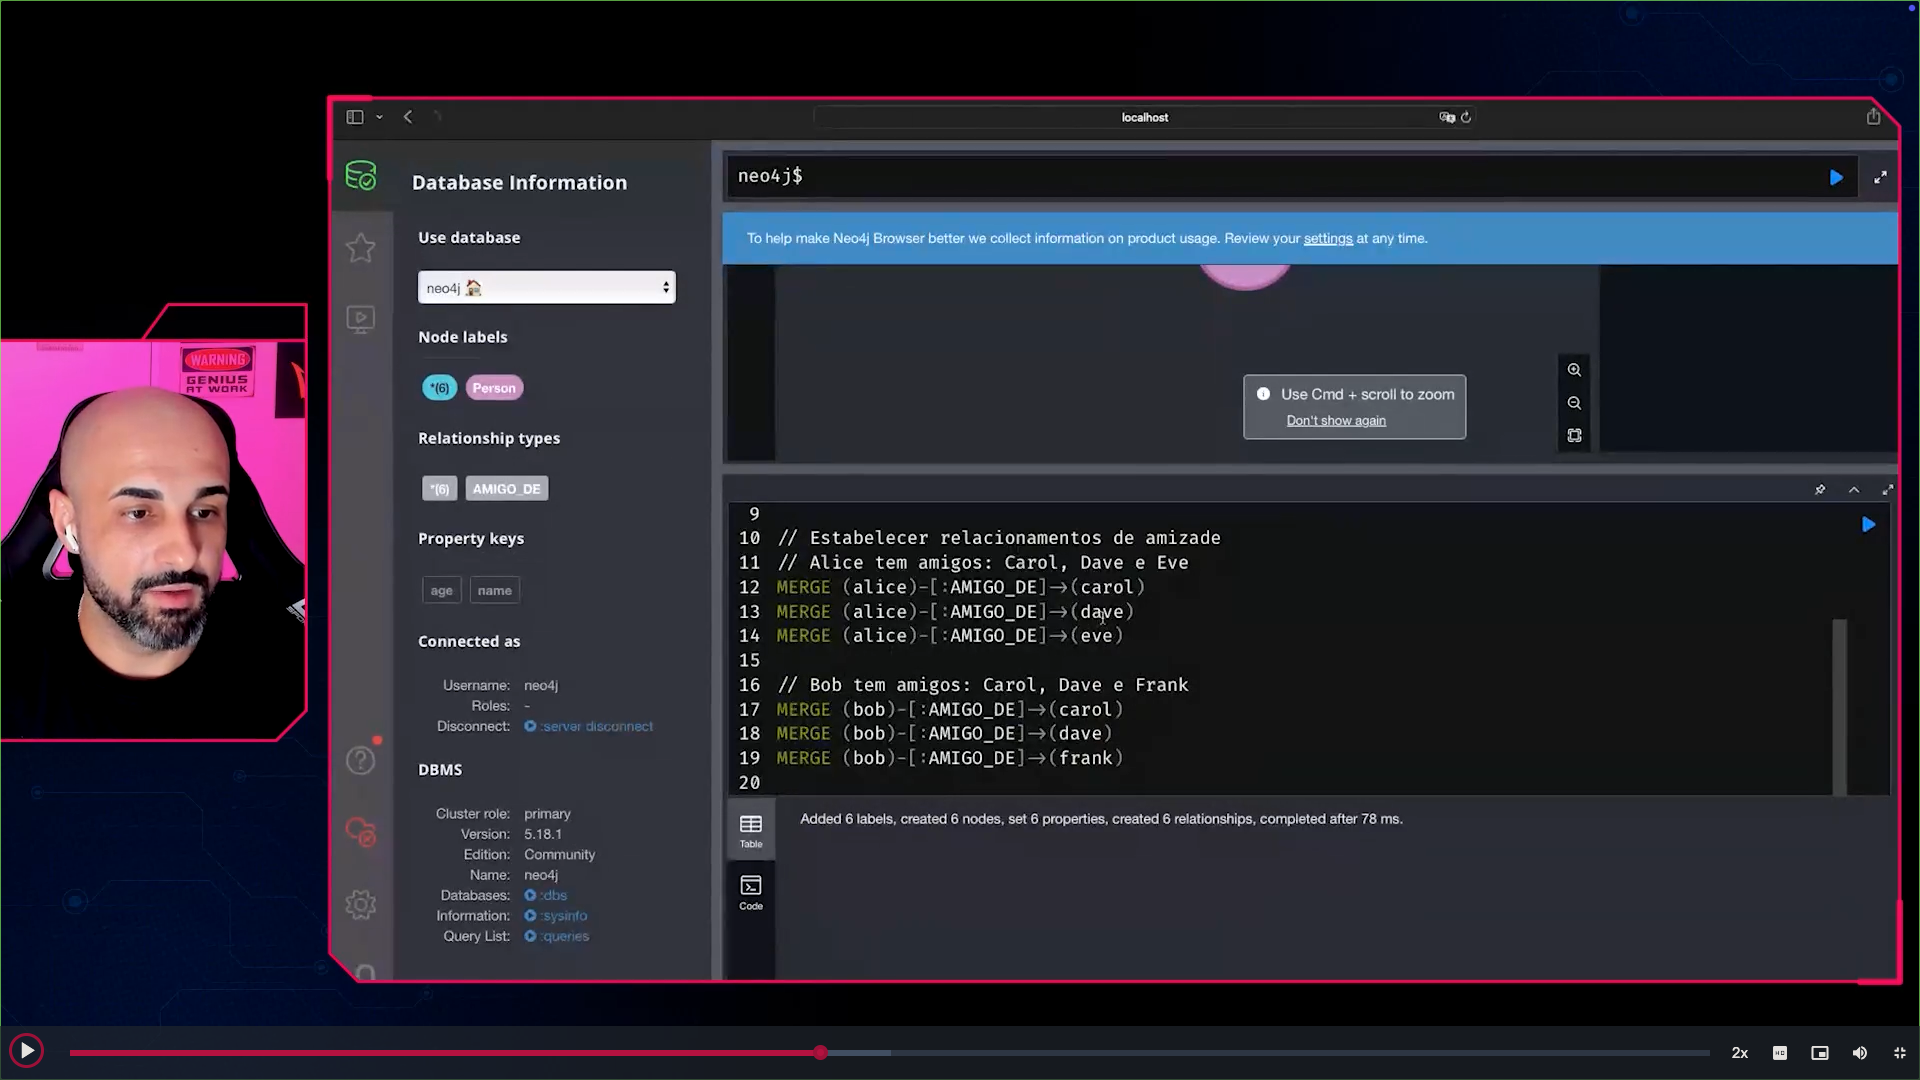 localhost
Database Information
Use database
neo4j
Node labels
*(6) Person
Relationship types
*(6) AMIGO_DE
Property keys
age name
Connected as
Username: neo4j
Roles: -
Disconnect: :server disconnect
DBMS
Cluster role: primary
Version: 5.18.1
Edition: Community
Name: neo4j
Databases: :dbs
Information: :sysinfo
Query List: :queries
neo4j$
To help make Neo4j Browser better we collect information on product usage. Review your settings at any time.
Use Cmd + scroll to zoom
Don't show again
9
10 // Estabelecer relacionamentos de amizade
11 // Alice tem amigos: Carol, Dave e Eve
12 MERGE (alice)-[:AMIGO_DE]->(carol)
13 MERGE (alice)-[:AMIGO_DE]->(dave)
14 MERGE (alice)-[:AMIGO_DE]->(eve)
15
16 // Bob tem amigos: Carol, Dave e Frank
17 MERGE (bob)-[:AMIGO_DE]->(carol)
18 MERGE (bob)-[:AMIGO_DE]->(dave)
19 MERGE (bob)-[:AMIGO_DE]->(frank)
20
Table
Code
Added 6 labels, created 6 nodes, set 6 properties, created 6 relationships, completed after 78 ms.
WARNING
GENIUS
AT WORK
2x
HD